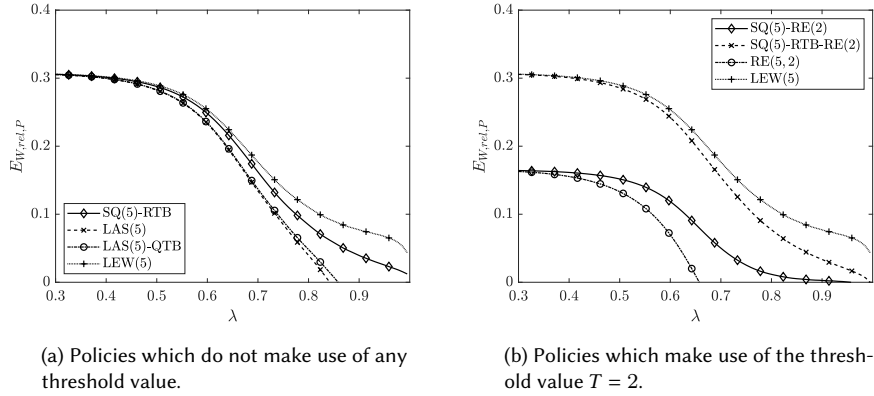 0.4
0.3
0.2
0.1
0
E_{W,rel,P}
SQ(5)-RTB
LAS(5)
LAS(5)-QTB
LEW(5)
0.3 0.4 0.5 0.6 0.7 0.8 0.9
λ
(a) Policies which do not make use of any
threshold value.
0.4
0.3
0.2
0.1
0
E_{W,rel,P}
SQ(5)-RE(2)
SQ(5)-RTB-RE(2)
RE(5, 2)
LEW(5)
0.3 0.4 0.5 0.6 0.7 0.8 0.9
λ
(b) Policies which make use of the thresh-
old value T = 2.